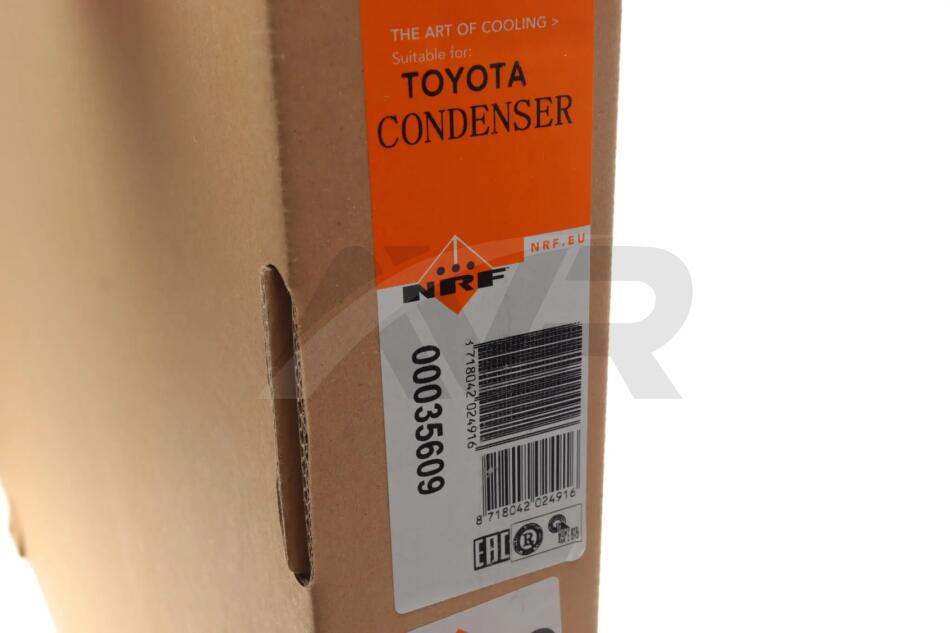 THE ART OF COOLING >
Suitable for:
TOYOTA
CONDENSER
NRF.EU
NRF
AVR
00035609
8 718042 024916
8 718042 024916
EAC
R